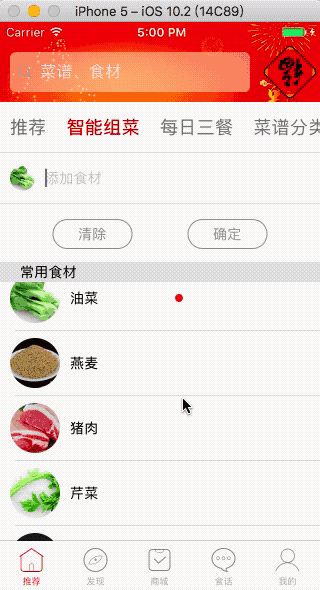 iPhone 5 – iOS 10.2 (14C89)
Carrier 5:00 PM
菜谱、食材
推荐 智能组菜 每日三餐 菜谱分类
添加食材
清除 确定
常用食材
油菜
燕麦
猪肉
芹菜
推荐 发现 商城 食话 我的